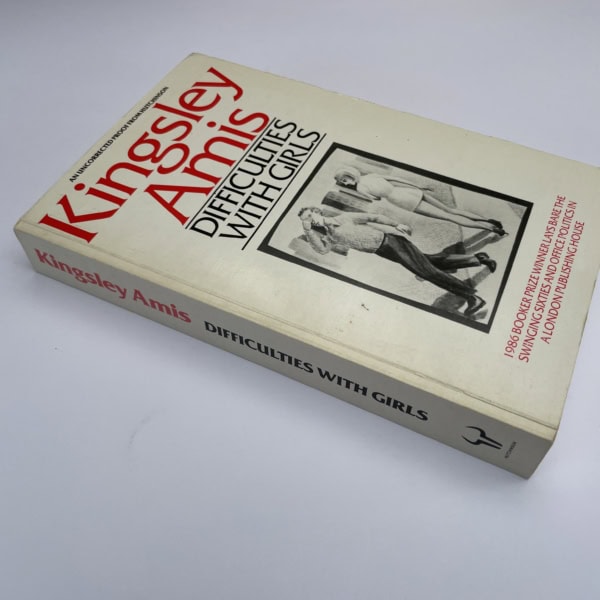 AN UNCORRECTED PROOF FROM HUTCHINSON
Kingsley
Amis
DIFFICULTIES
WITH GIRLS
1986 BOOKER PRIZE WINNER LAYS BARE THE
SWINGING SIXTIES AND OFFICE POLITICS IN
A LONDON PUBLISHING HOUSE
Kingsley Amis DIFFICULTIES WITH GIRLS
HUTCHINSON